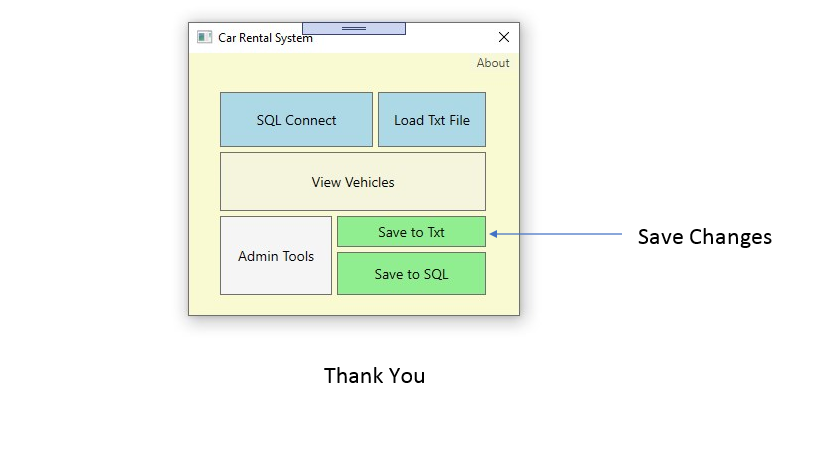 Car Rental System
About
SQL Connect
Load Txt File
View Vehicles
Admin Tools
Save to Txt
Save to SQL
Save Changes
Thank You